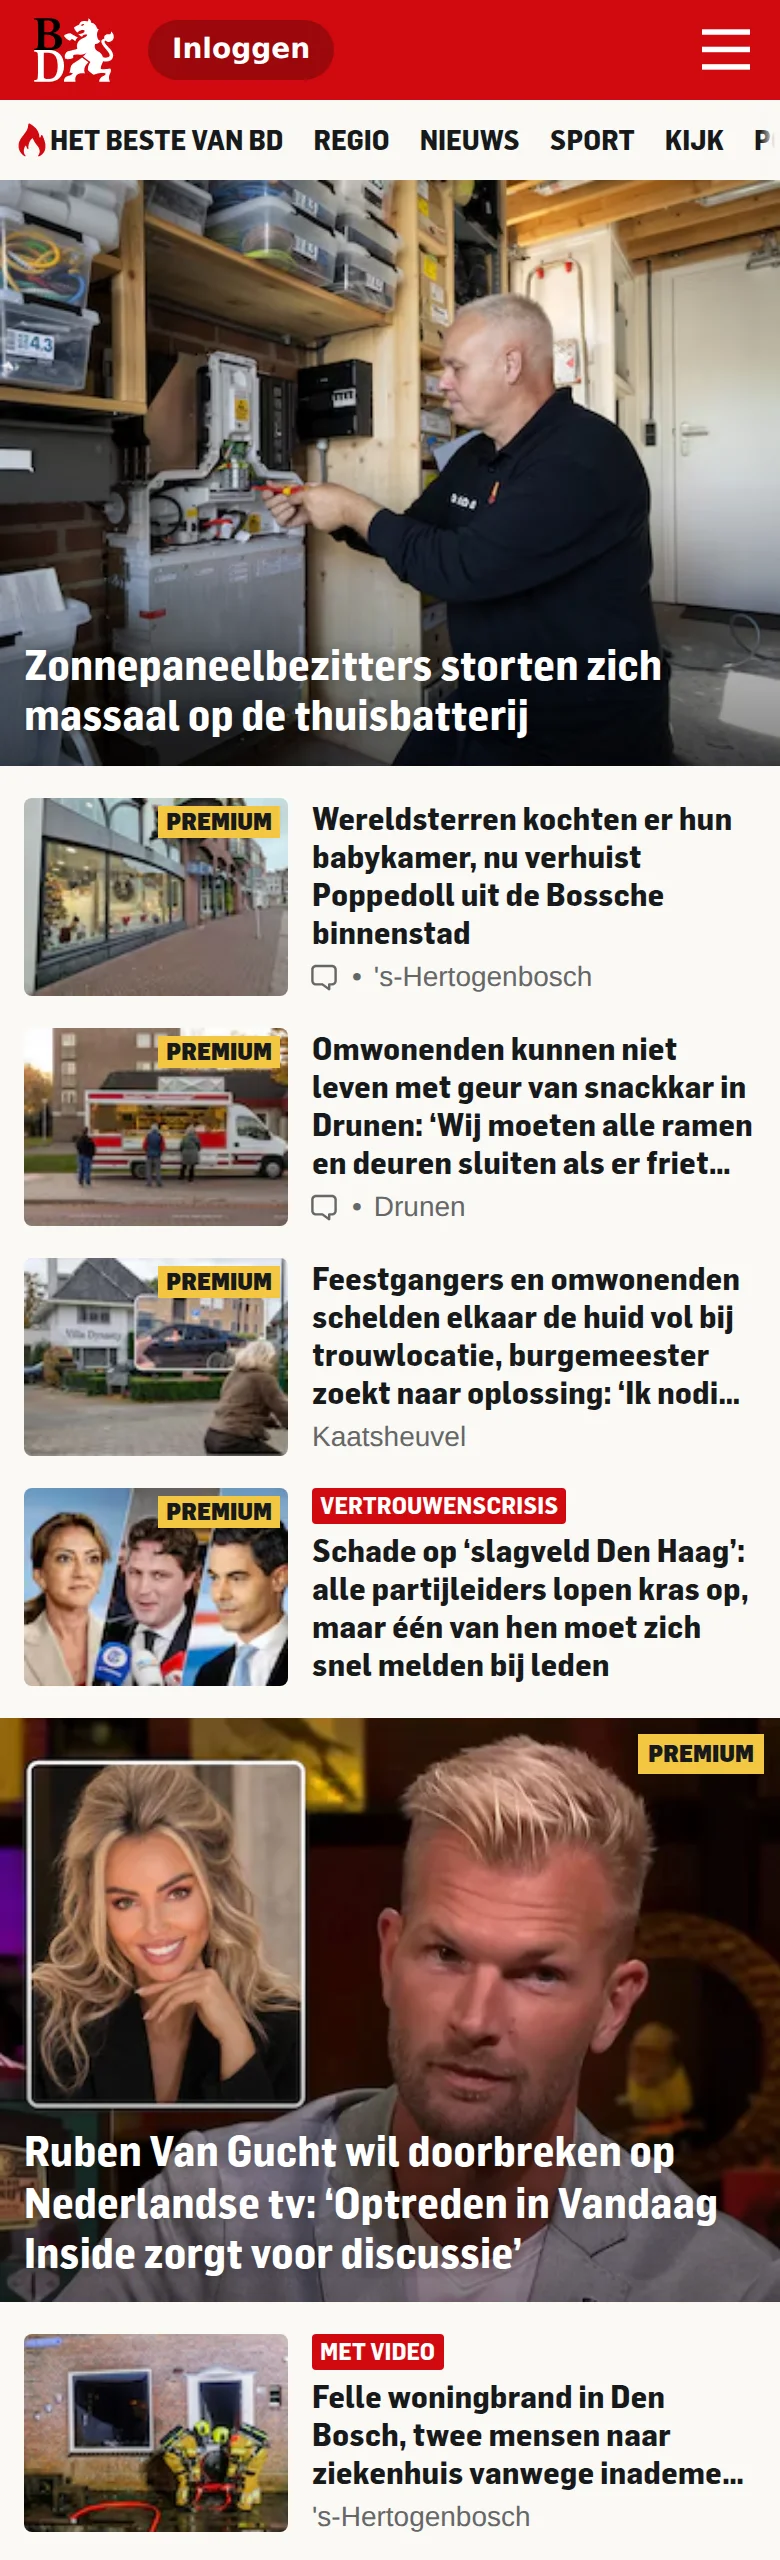 B
D
Inloggen
HET BESTE VAN BD REGIO NIEUWS SPORT KIJK
4.3
Zonnepaneelbezitters storten zich
massaal op de thuisbatterij
PREMIUM
Wereldsterren kochten er hun
babykamer, nu verhuist
Poppedoll uit de Bossche
binnenstad
• 's-Hertogenbosch
PREMIUM
Omwonenden kunnen niet
leven met geur van snackkar in
Drunen: ‘Wij moeten alle ramen
en deuren sluiten als er friet...
• Drunen
PREMIUM
Villa Dynasty
Feestgangers en omwonenden
schelden elkaar de huid vol bij
trouwlocatie, burgemeester
zoekt naar oplossing: ‘Ik nodi...
Kaatsheuvel
PREMIUM
VERTROUWENSCRISIS
Schade op ‘slagveld Den Haag’:
alle partijleiders lopen kras op,
maar één van hen moet zich
snel melden bij leden
PREMIUM
Ruben Van Gucht wil doorbreken op
Nederlandse tv: ‘Optreden in Vandaag
Inside zorgt voor discussie’
MET VIDEO
Felle woningbrand in Den
Bosch, twee mensen naar
ziekenhuis vanwege inademe...
's-Hertogenbosch